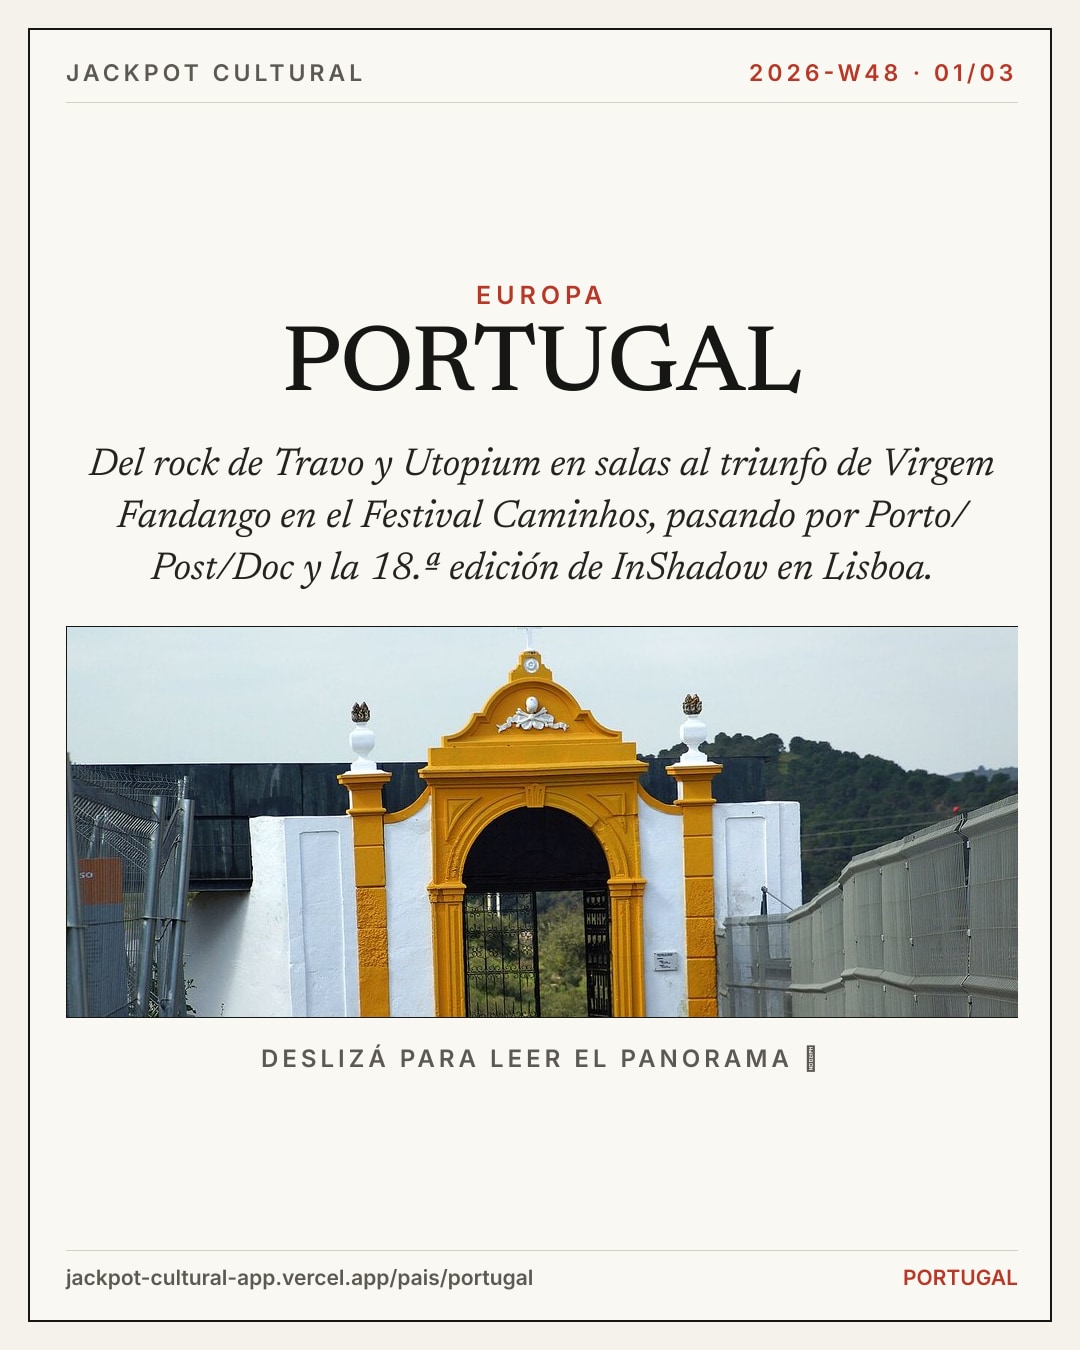 JACKPOT CULTURAL
2026-W48 · 01/03
EUROPA
PORTUGAL
Del rock de Travo y Utopium en salas al triunfo de Virgem
Fandango en el Festival Caminhos, pasando por Porto/
Post/Doc y la 18.ª edición de InShadow en Lisboa.
DESLIZÁ PARA LEER EL PANORAMA
jackpot-cultural-app.vercel.app/pais/portugal
PORTUGAL